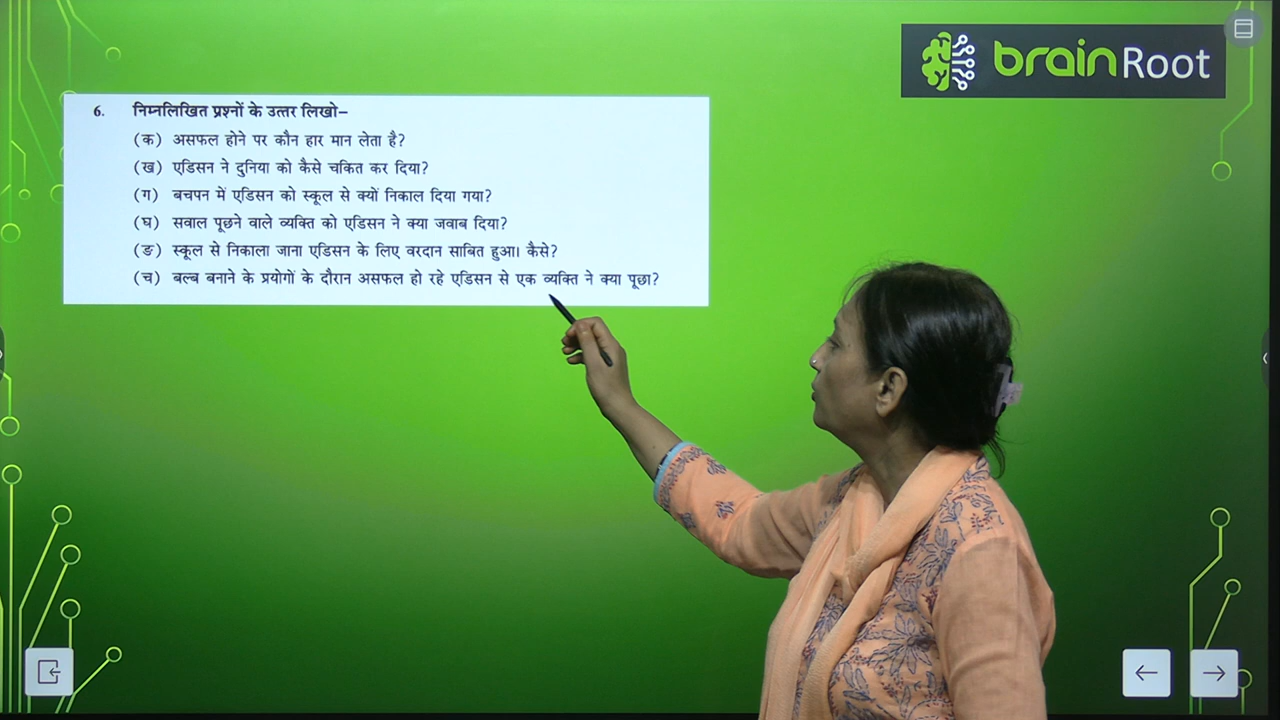 brainRoot
6. निम्नलिखित प्रश्नों के उत्तर लिखो–
(क) असफल होने पर कौन हार मान लेता है?
(ख) एडिसन ने दुनिया को कैसे चकित कर दिया?
(ग) बचपन में एडिसन को स्कूल से क्यों निकाल दिया गया?
(घ) सवाल पूछने वाले व्यक्ति को एडिसन ने क्या जवाब दिया?
(ङ) स्कूल से निकाला जाना एडिसन के लिए वरदान साबित हुआ। कैसे?
(च) बल्ब बनाने के प्रयोगों के दौरान असफल हो रहे एडिसन से एक व्यक्ति ने क्या पूछा?